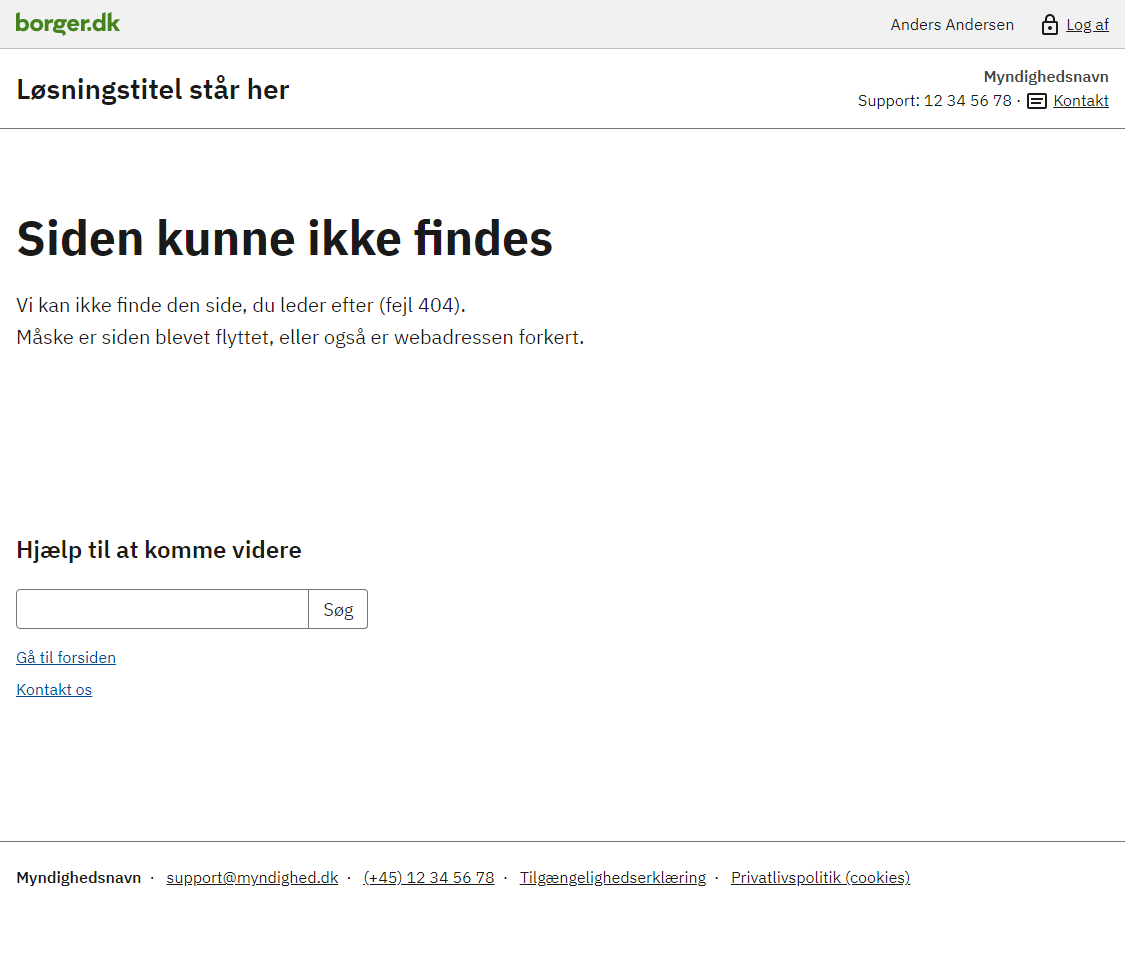 borger.dk
Anders Andersen Log af
Løsningstitel står her
Myndighedsnavn
Support: 12 34 56 78 · Kontakt
Siden kunne ikke findes
Vi kan ikke finde den side, du leder efter (fejl 404).
Måske er siden blevet flyttet, eller også er webadressen forkert.
Hjælp til at komme videre
Søg
Gå til forsiden
Kontakt os
Myndighedsnavn · support@myndighed.dk · (+45) 12 34 56 78 · Tilgængelighedserklæring · Privatlivspolitik (cookies)